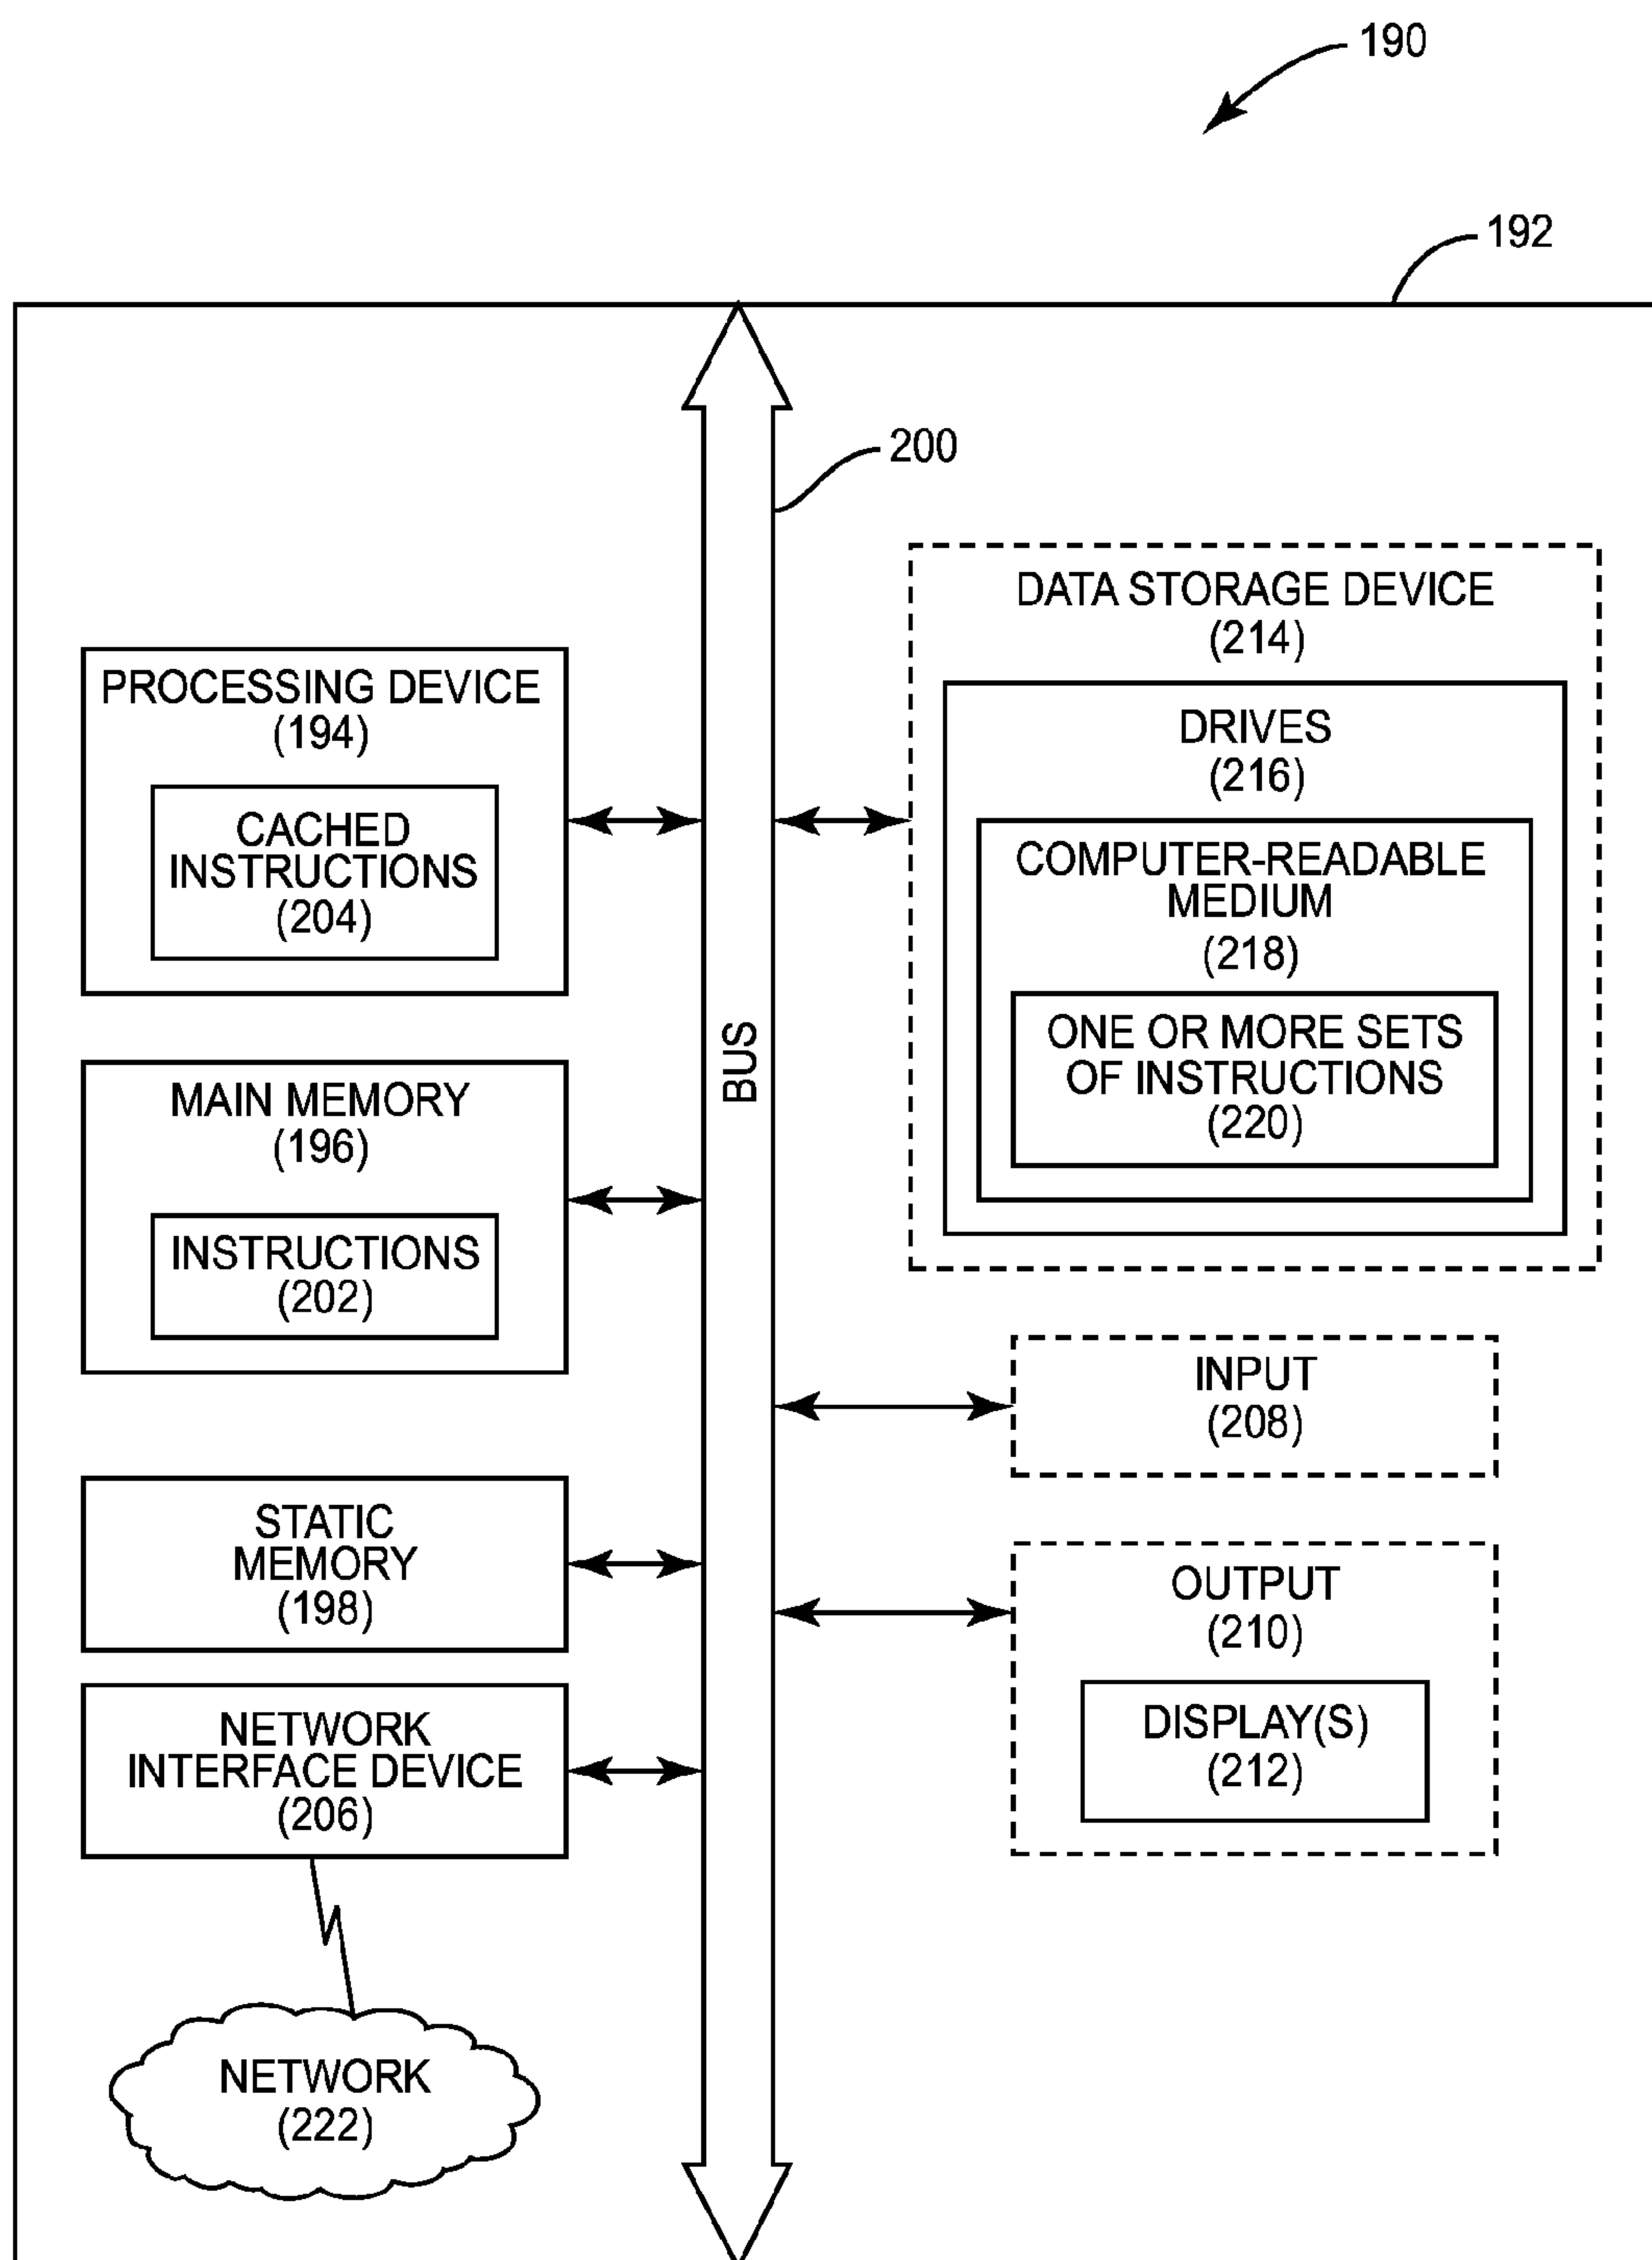 190
192
200
PROCESSING DEVICE
(194)
CACHED
INSTRUCTIONS
(204)
MAIN MEMORY
(196)
INSTRUCTIONS
(202)
STATIC
MEMORY
(198)
NETWORK
INTERFACE DEVICE
(206)
NETWORK
(222)
BUS
DATA STORAGE DEVICE
(214)
DRIVES
(216)
COMPUTER-READABLE
MEDIUM
(218)
ONE OR MORE SETS
OF INSTRUCTIONS
(220)
INPUT
(208)
OUTPUT
(210)
DISPLAY(S)
(212)